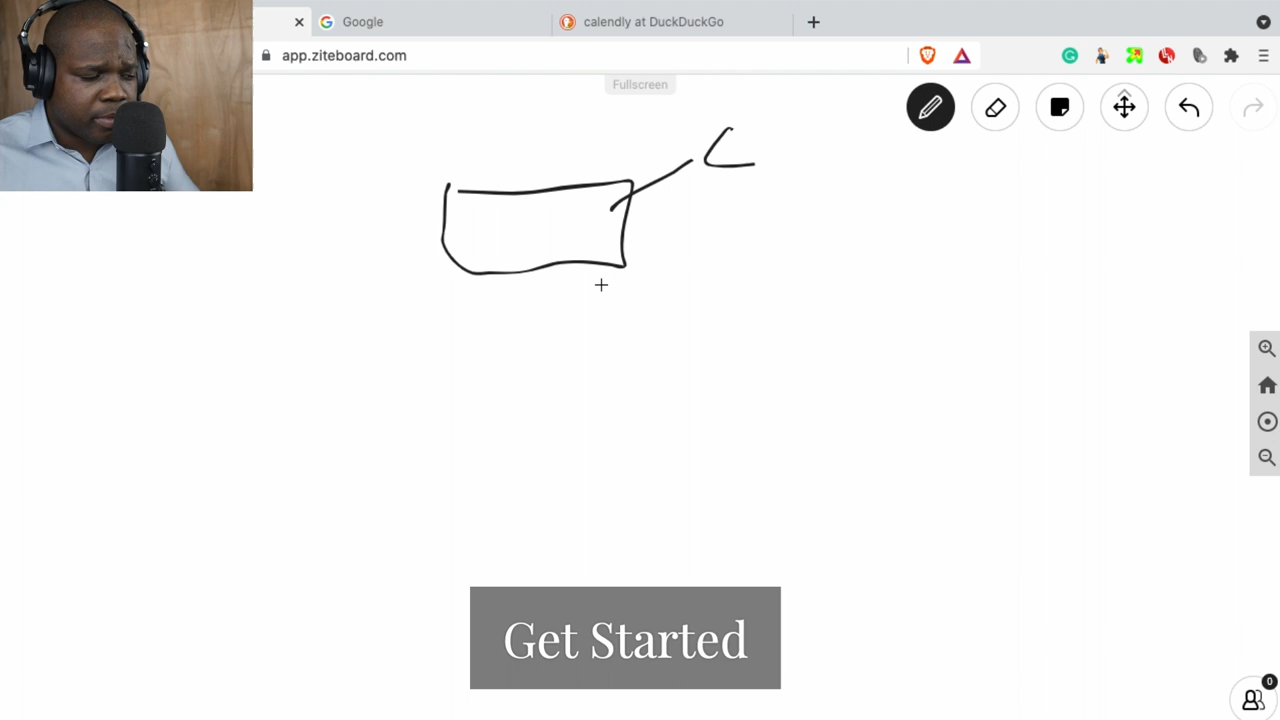 Google
calendly at DuckDuckGo
app.ziteboard.com
Fullscreen
C
Get Started
0